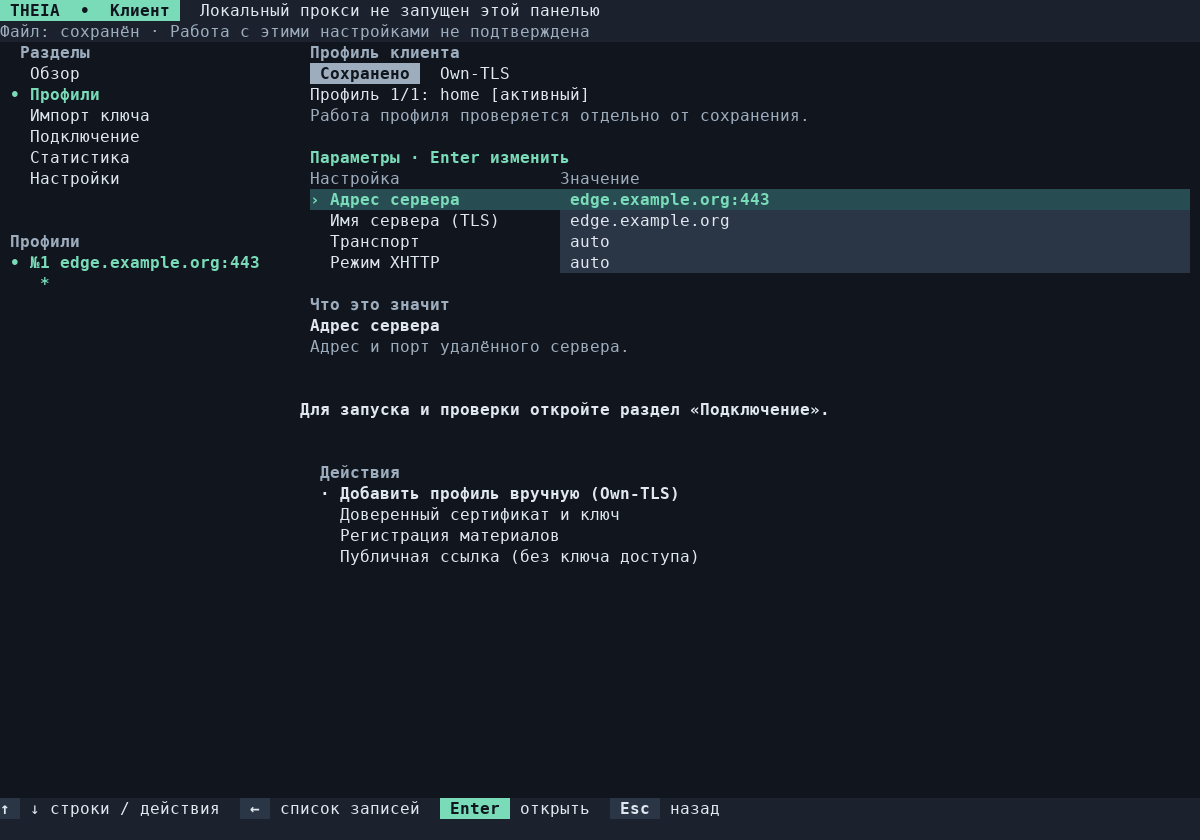 THEIA • Клиент Локальный прокси не запущен этой панелью
Файл: сохранён · Работа с этими настройками не подтверждена
Разделы
Обзор
• Профили
Импорт ключа
Подключение
Статистика
Настройки
Профили
• №1 edge.example.org:443
*
Профиль клиента
Сохранено Own-TLS
Профиль 1/1: home [активный]
Работа профиля проверяется отдельно от сохранения.
Параметры · Enter изменить
Настройка Значение
› Адрес сервера edge.example.org:443
Имя сервера (TLS) edge.example.org
Транспорт auto
Режим XHTTP auto
Что это значит
Адрес сервера
Адрес и порт удалённого сервера.
Для запуска и проверки откройте раздел «Подключение».
Действия
· Добавить профиль вручную (Own-TLS)
Доверенный сертификат и ключ
Регистрация материалов
Публичная ссылка (без ключа доступа)
↑ ↓ строки / действия ← список записей Enter открыть Esc назад